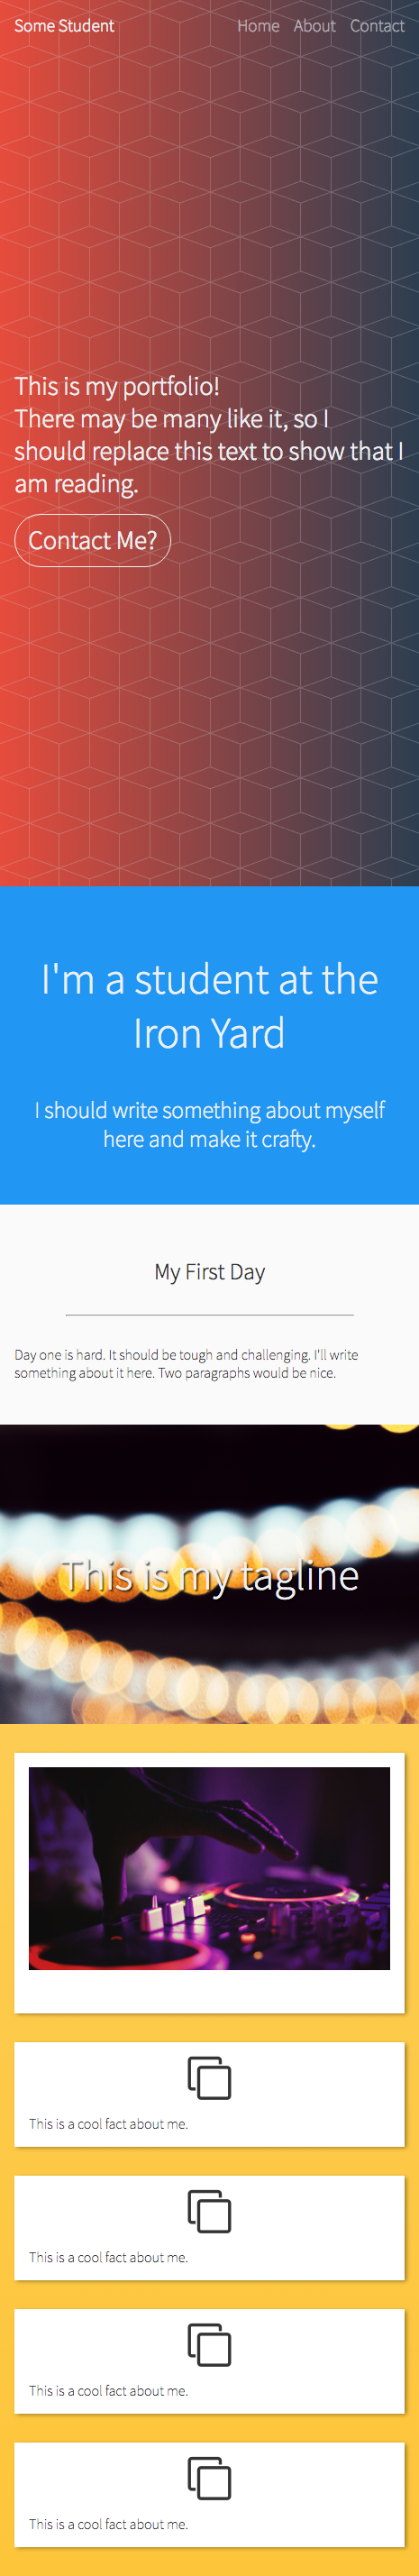 Some Student
Home About Contact
This is my portfolio!
There may be many like it, so I
should replace this text to show that I
am reading.
Contact Me?
I'm a student at the
Iron Yard
I should write something about myself
here and make it crafty.
My First Day
Day one is hard. It should be tough and challenging. I'll write
something about it here. Two paragraphs would be nice.
This is my tagline
This is a cool fact about me.
This is a cool fact about me.
This is a cool fact about me.
This is a cool fact about me.